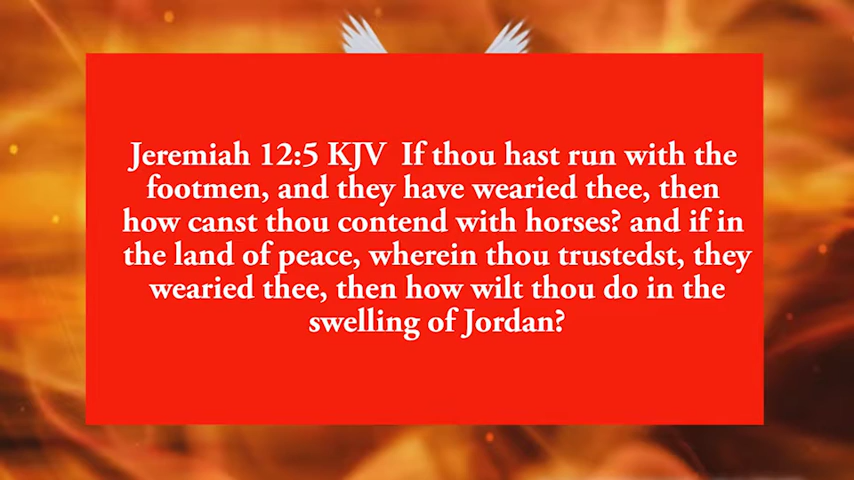 Jeremiah 12:5 KJV  If thou hast run with the
footmen, and they have wearied thee, then
how canst thou contend with horses? and if in
the land of peace, wherein thou trustedst, they
wearied thee, then how wilt thou do in the
swelling of Jordan?